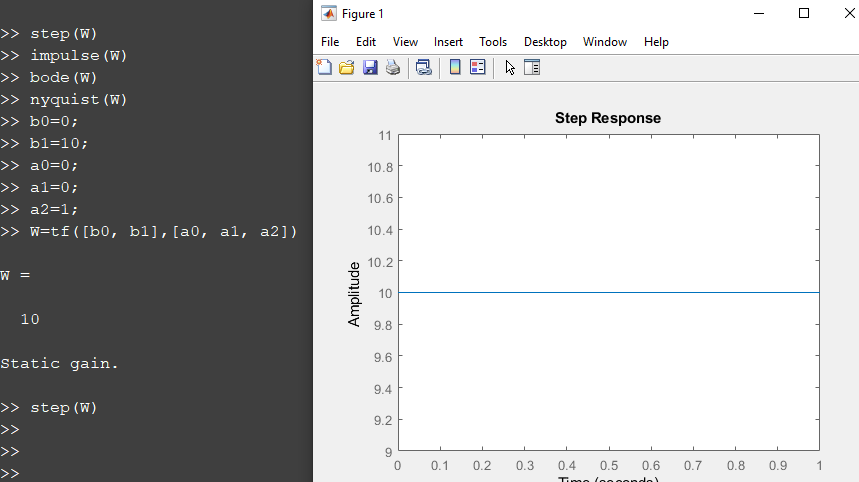 >> step(W)
>> impulse(W)
>> bode(W)
>> nyquist(W)
>> b0=0;
>> b1=10;
>> a0=0;
>> a1=0;
>> a2=1;
>> W=tf([b0, b1],[a0, a1, a2])
W =
10
Static gain.
>> step(W)
>>
>>
>>
Figure 1
File Edit View Insert Tools Desktop Window Help
Step Response
11
10.8
10.6
10.4
10.2
10
9.8
9.6
9.4
9.2
9
Amplitude
0 0.1 0.2 0.3 0.4 0.5 0.6 0.7 0.8 0.9 1
Time (seconds)